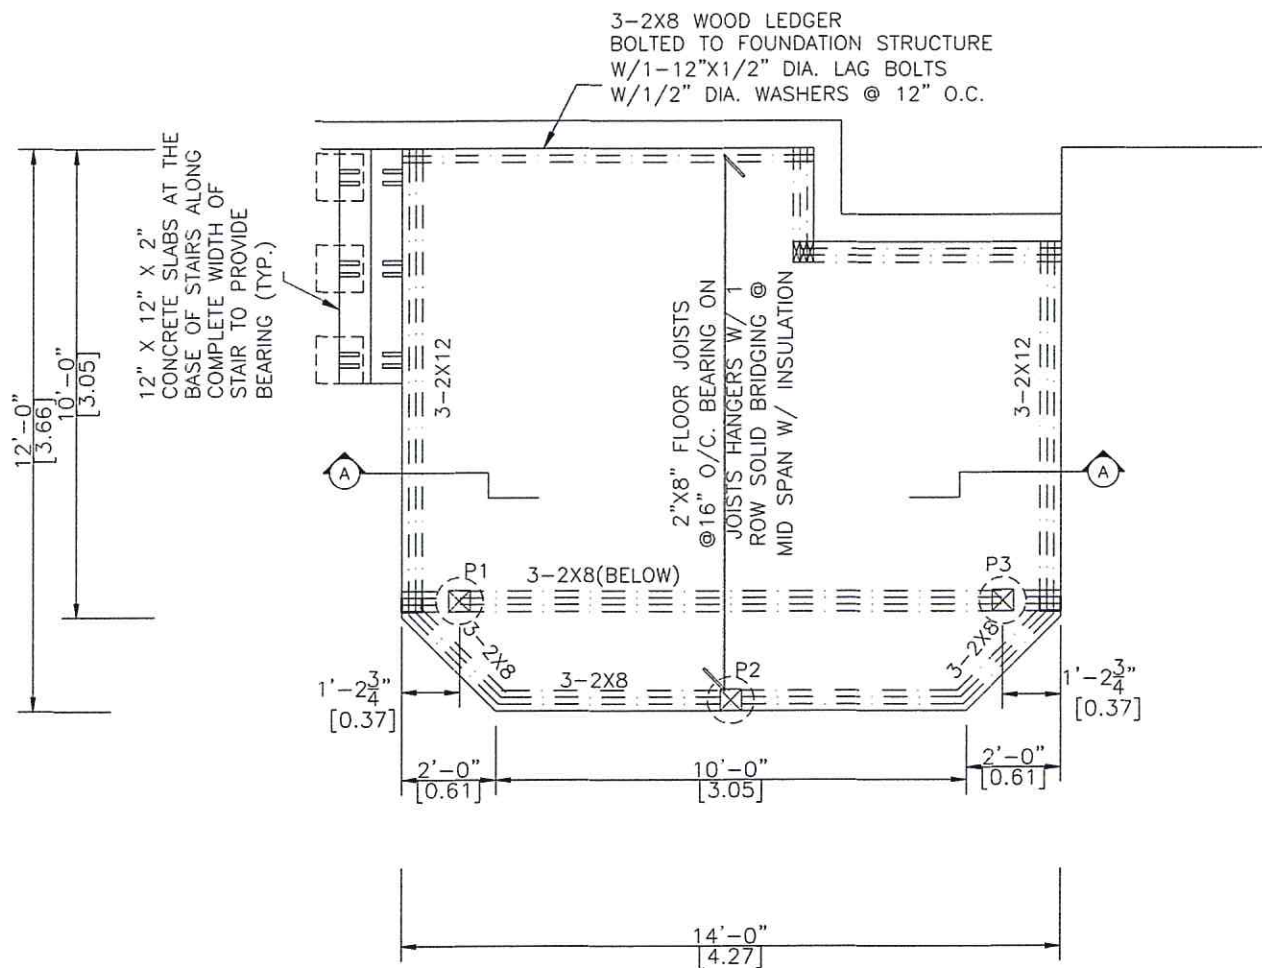 3-2X8 WOOD LEDGER
BOLTED TO FOUNDATION STRUCTURE
W/1-12"X1/2" DIA. LAG BOLTS
W/1/2" DIA. WASHERS @ 12" O.C.
12" X 12" X 2"
CONCRETE SLABS AT THE
BASE OF STAIRS ALONG
COMPLETE WIDTH OF
STAIR TO PROVIDE
BEARING (TYP.)
12'-0"
[3.66]
10'-0"
[3.05]
3-2X12
2"X8" FLOOR JOISTS
@16" O/C. BEARING ON
JOISTS HANGERS W/ 1
ROW SOLID BRIDGING @
MID SPAN W/ INSULATION
3-2X12
A
A
P1
3-2X8(BELOW)
P3
3-2X8
3-2X8
P2
3-2X8
1'-2 3/4"
[0.37]
1'-2 3/4"
[0.37]
2'-0"
[0.61]
10'-0"
[3.05]
2'-0"
[0.61]
14'-0"
[4.27]